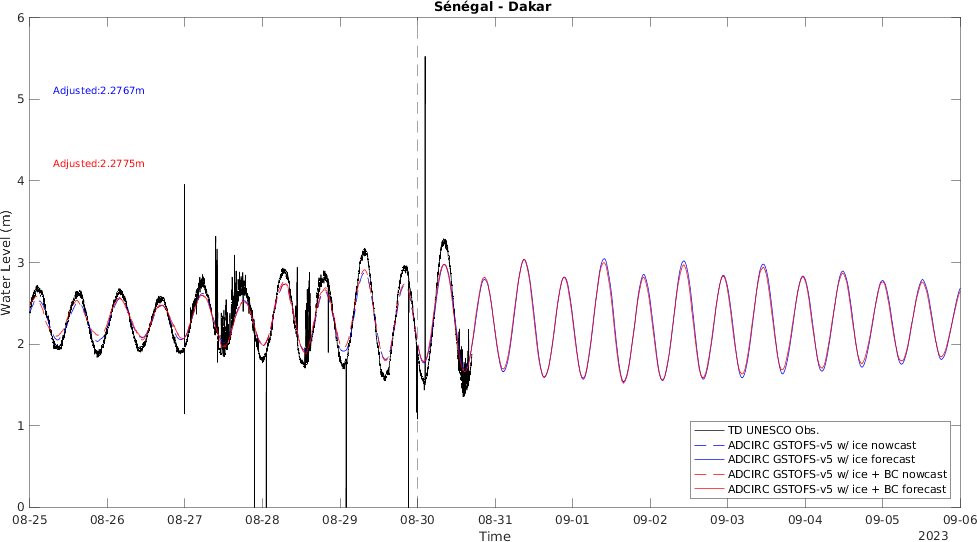 Sénégal - Dakar
6
5
4
3
2
1
0
Water Level (m)
Adjusted:2.2767m
Adjusted:2.2775m
TD UNESCO Obs.
ADCIRC GSTOFS-v5 w/ ice nowcast
ADCIRC GSTOFS-v5 w/ ice forecast
ADCIRC GSTOFS-v5 w/ ice + BC nowcast
ADCIRC GSTOFS-v5 w/ ice + BC forecast
08-25 08-26 08-27 08-28 08-29 08-30 08-31 09-01 09-02 09-03 09-04 09-05 09-06
Time
2023